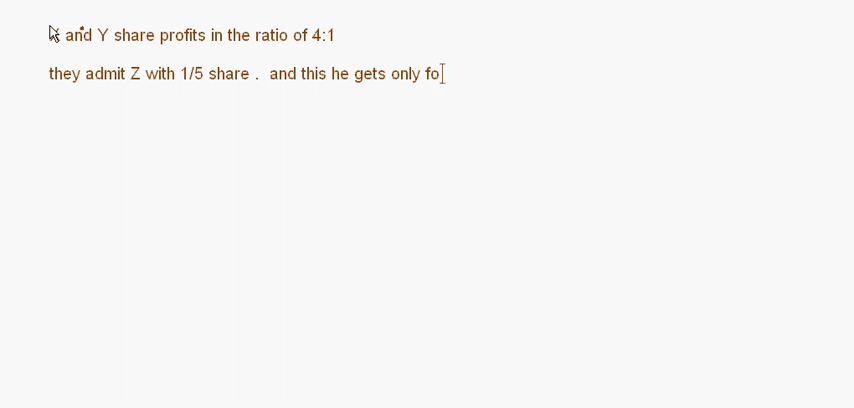 and Y share profits in the ratio of 4:1
they admit Z with 1/5 share . and this he gets only fo